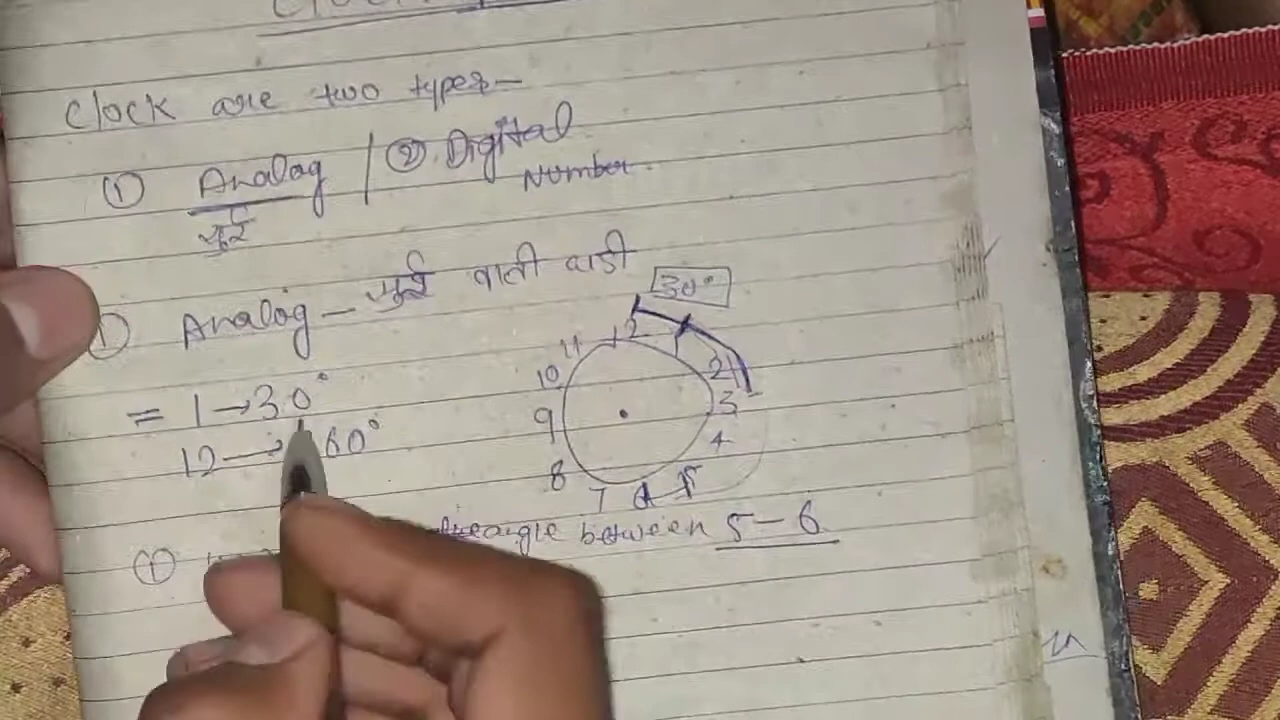 Clock are two types -
① Analog / ② Digital
सुई Number
① Analog - सुई वाली घडी
30°
= 1 → 30°
12 → 360°
12
11
10
9
8
7
6
5
4
3
2
1
① angle between 5 - 6